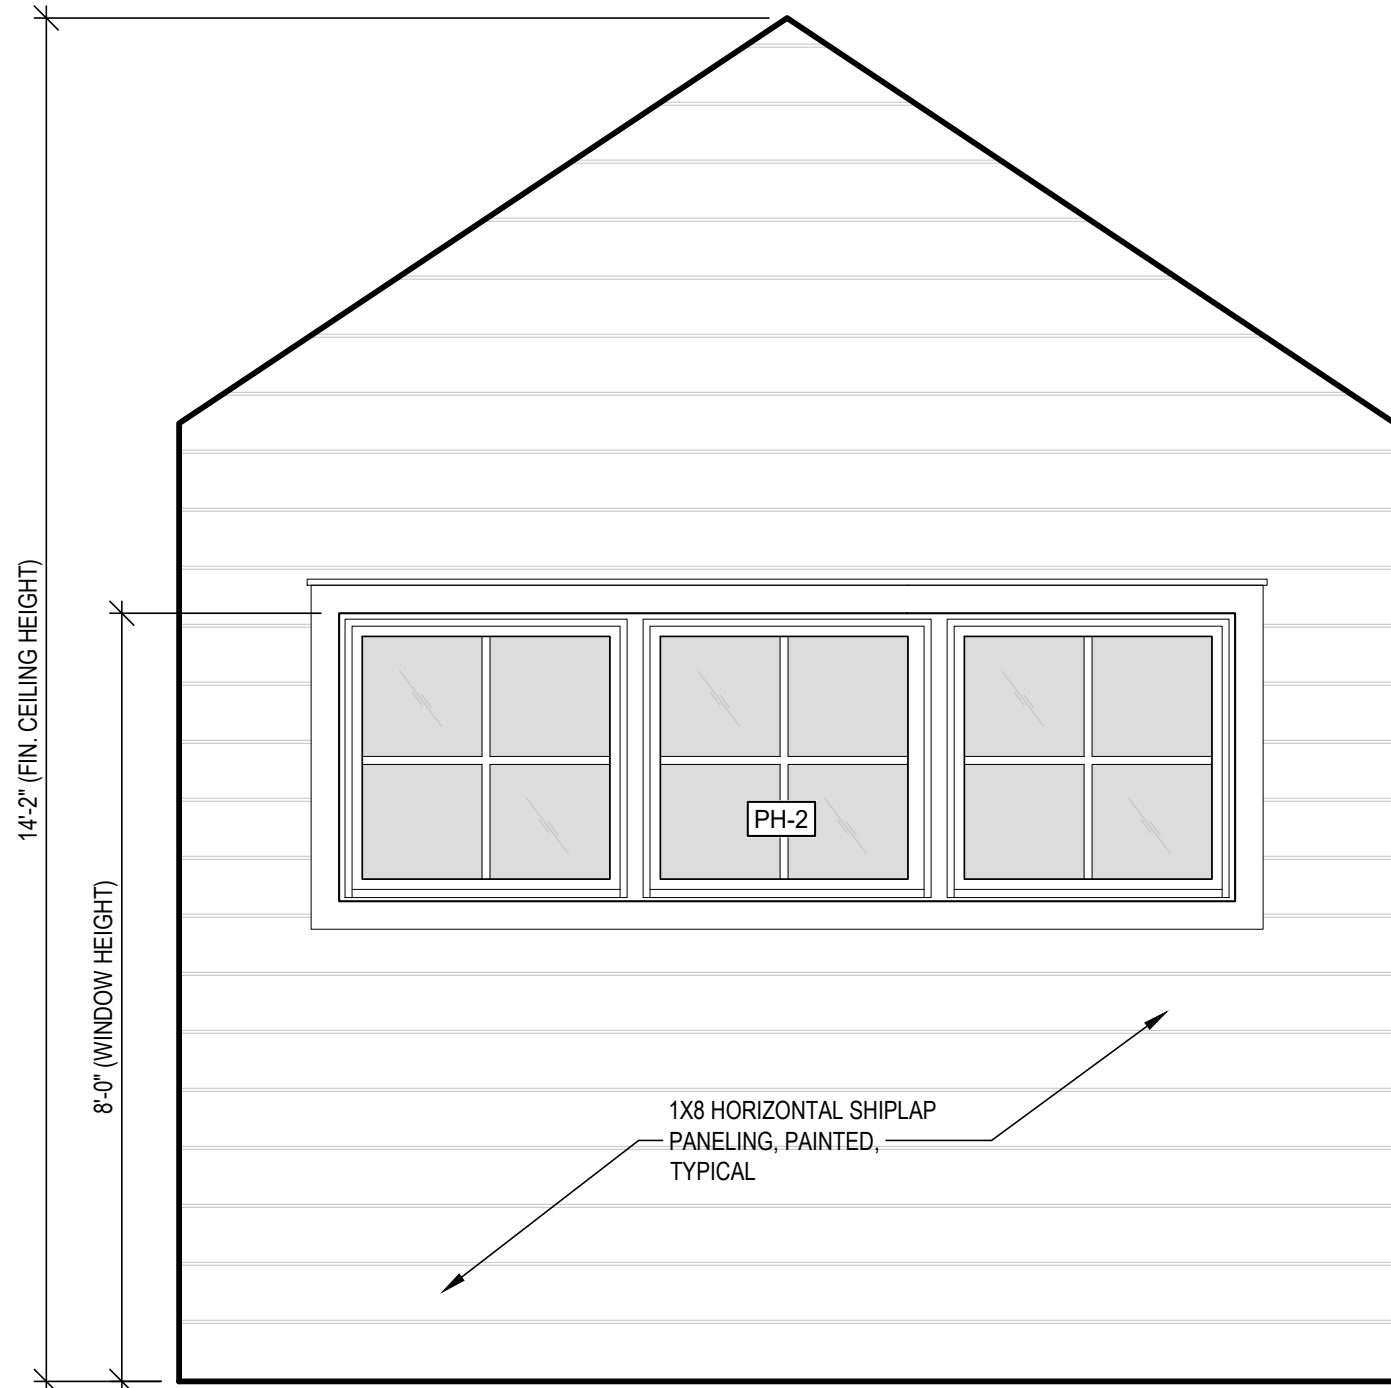 14'-2" (FIN. CEILING HEIGHT)
8'-0" (WINDOW HEIGHT)
PH-2
1X8 HORIZONTAL SHIPLAP
PANELING, PAINTED,
TYPICAL